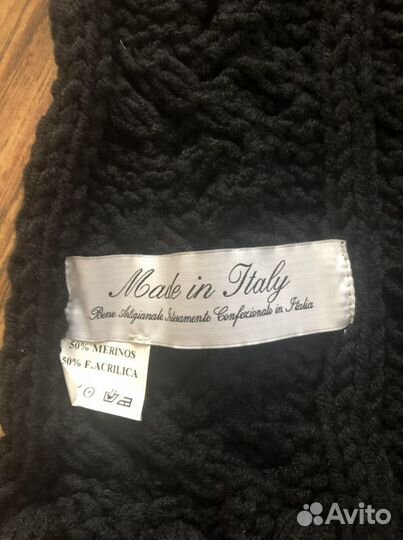 Made in Italy
Bene Artigianale Interamente Confezionato in Italia
50% MERINOS
50% F.ACRILICA
Avito